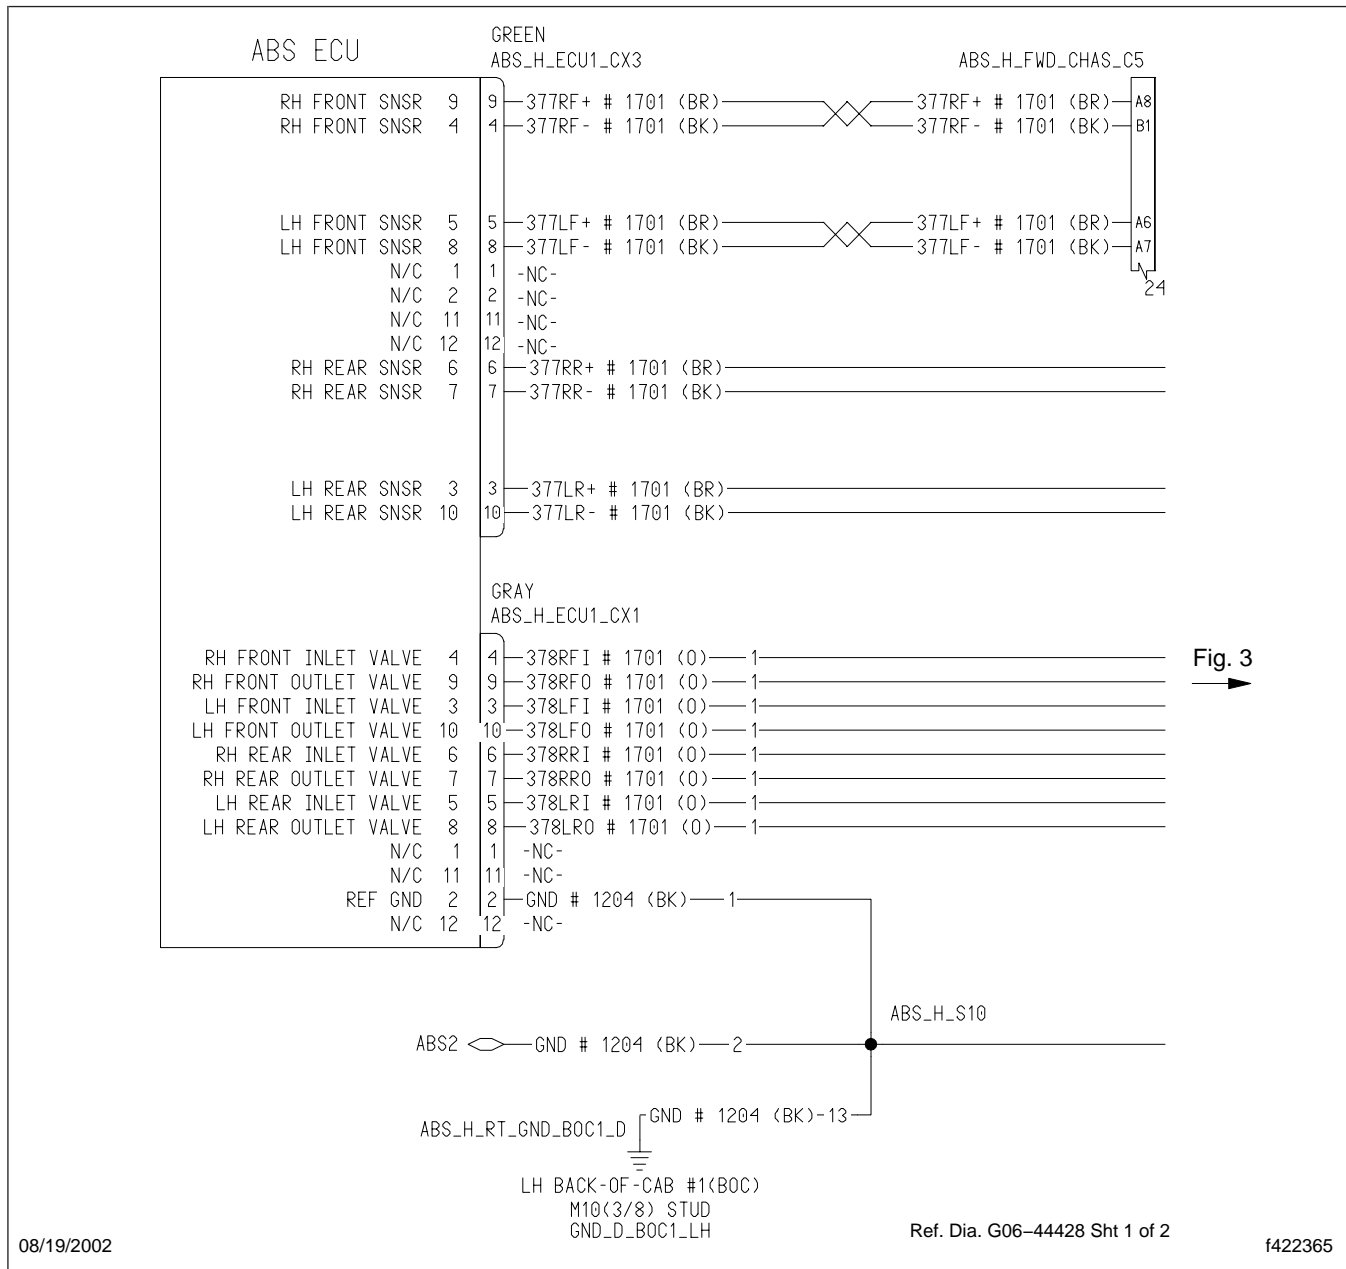 ABS ECU
GREEN
ABS_H_ECU1_CX3
ABS_H_FWD_CHAS_C5
RH FRONT SNSR 9 9 377RF+ # 1701 (BR) 377RF+ # 1701 (BR) A8
RH FRONT SNSR 4 4 377RF- # 1701 (BK) 377RF- # 1701 (BK) B1
LH FRONT SNSR 5 5 377LF+ # 1701 (BR) 377LF+ # 1701 (BR) A6
LH FRONT SNSR 8 8 377LF- # 1701 (BK) 377LF- # 1701 (BK) A7
N/C 1 1 -NC-
24
N/C 2 2 -NC-
N/C 11 11 -NC-
N/C 12 12 -NC-
RH REAR SNSR 6 6 377RR+ # 1701 (BR)
RH REAR SNSR 7 7 377RR- # 1701 (BK)
LH REAR SNSR 3 3 377LR+ # 1701 (BR)
LH REAR SNSR 10 10 377LR- # 1701 (BK)
GRAY
ABS_H_ECU1_CX1
RH FRONT INLET VALVE 4 4 378RFI # 1701 (O) 1
Fig. 3
RH FRONT OUTLET VALVE 9 9 378RFO # 1701 (O) 1
LH FRONT INLET VALVE 3 3 378LFI # 1701 (O) 1
LH FRONT OUTLET VALVE 10 10 378LFO # 1701 (O) 1
RH REAR INLET VALVE 6 6 378RRI # 1701 (O) 1
RH REAR OUTLET VALVE 7 7 378RRO # 1701 (O) 1
LH REAR INLET VALVE 5 5 378LRI # 1701 (O) 1
LH REAR OUTLET VALVE 8 8 378LRO # 1701 (O) 1
N/C 1 1 -NC-
N/C 11 11 -NC-
REF GND 2 2 GND # 1204 (BK) 1
N/C 12 12 -NC-
ABS_H_S10
ABS2 GND # 1204 (BK) 2
GND # 1204 (BK)-13
ABS_H_RT_GND_BOC1_D
LH BACK-OF-CAB #1(BOC)
M10(3/8) STUD
GND_D_BOC1_LH
Ref. Dia. G06−44428 Sht 1 of 2
08/19/2002
f422365